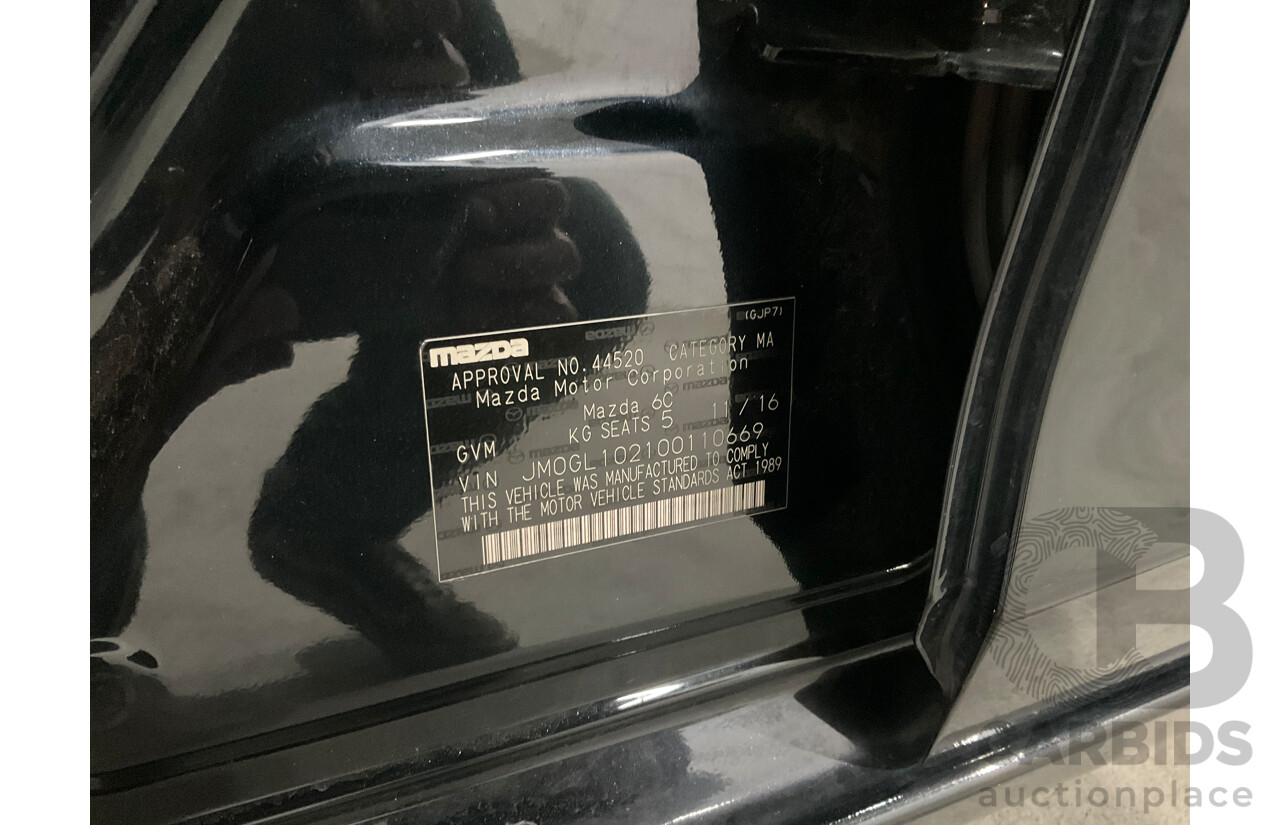 (GJP7)
mazda
APPROVAL NO.44520 CATEGORY MA
Mazda Motor Corporation
Mazda 6C 11/16
GVM KG SEATS 5
VIN JM0GL102100110669
THIS VEHICLE WAS MANUFACTURED TO COMPLY
WITH THE MOTOR VEHICLE STANDARDS ACT 1989
CARBIDS
auctionplace